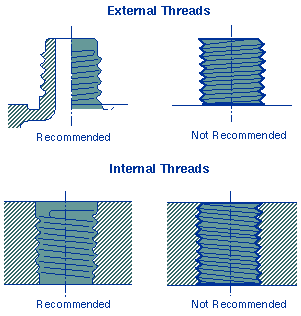 External Threads
Recommended
Not Recommended
Internal Threads
Recommended
Not Recommended